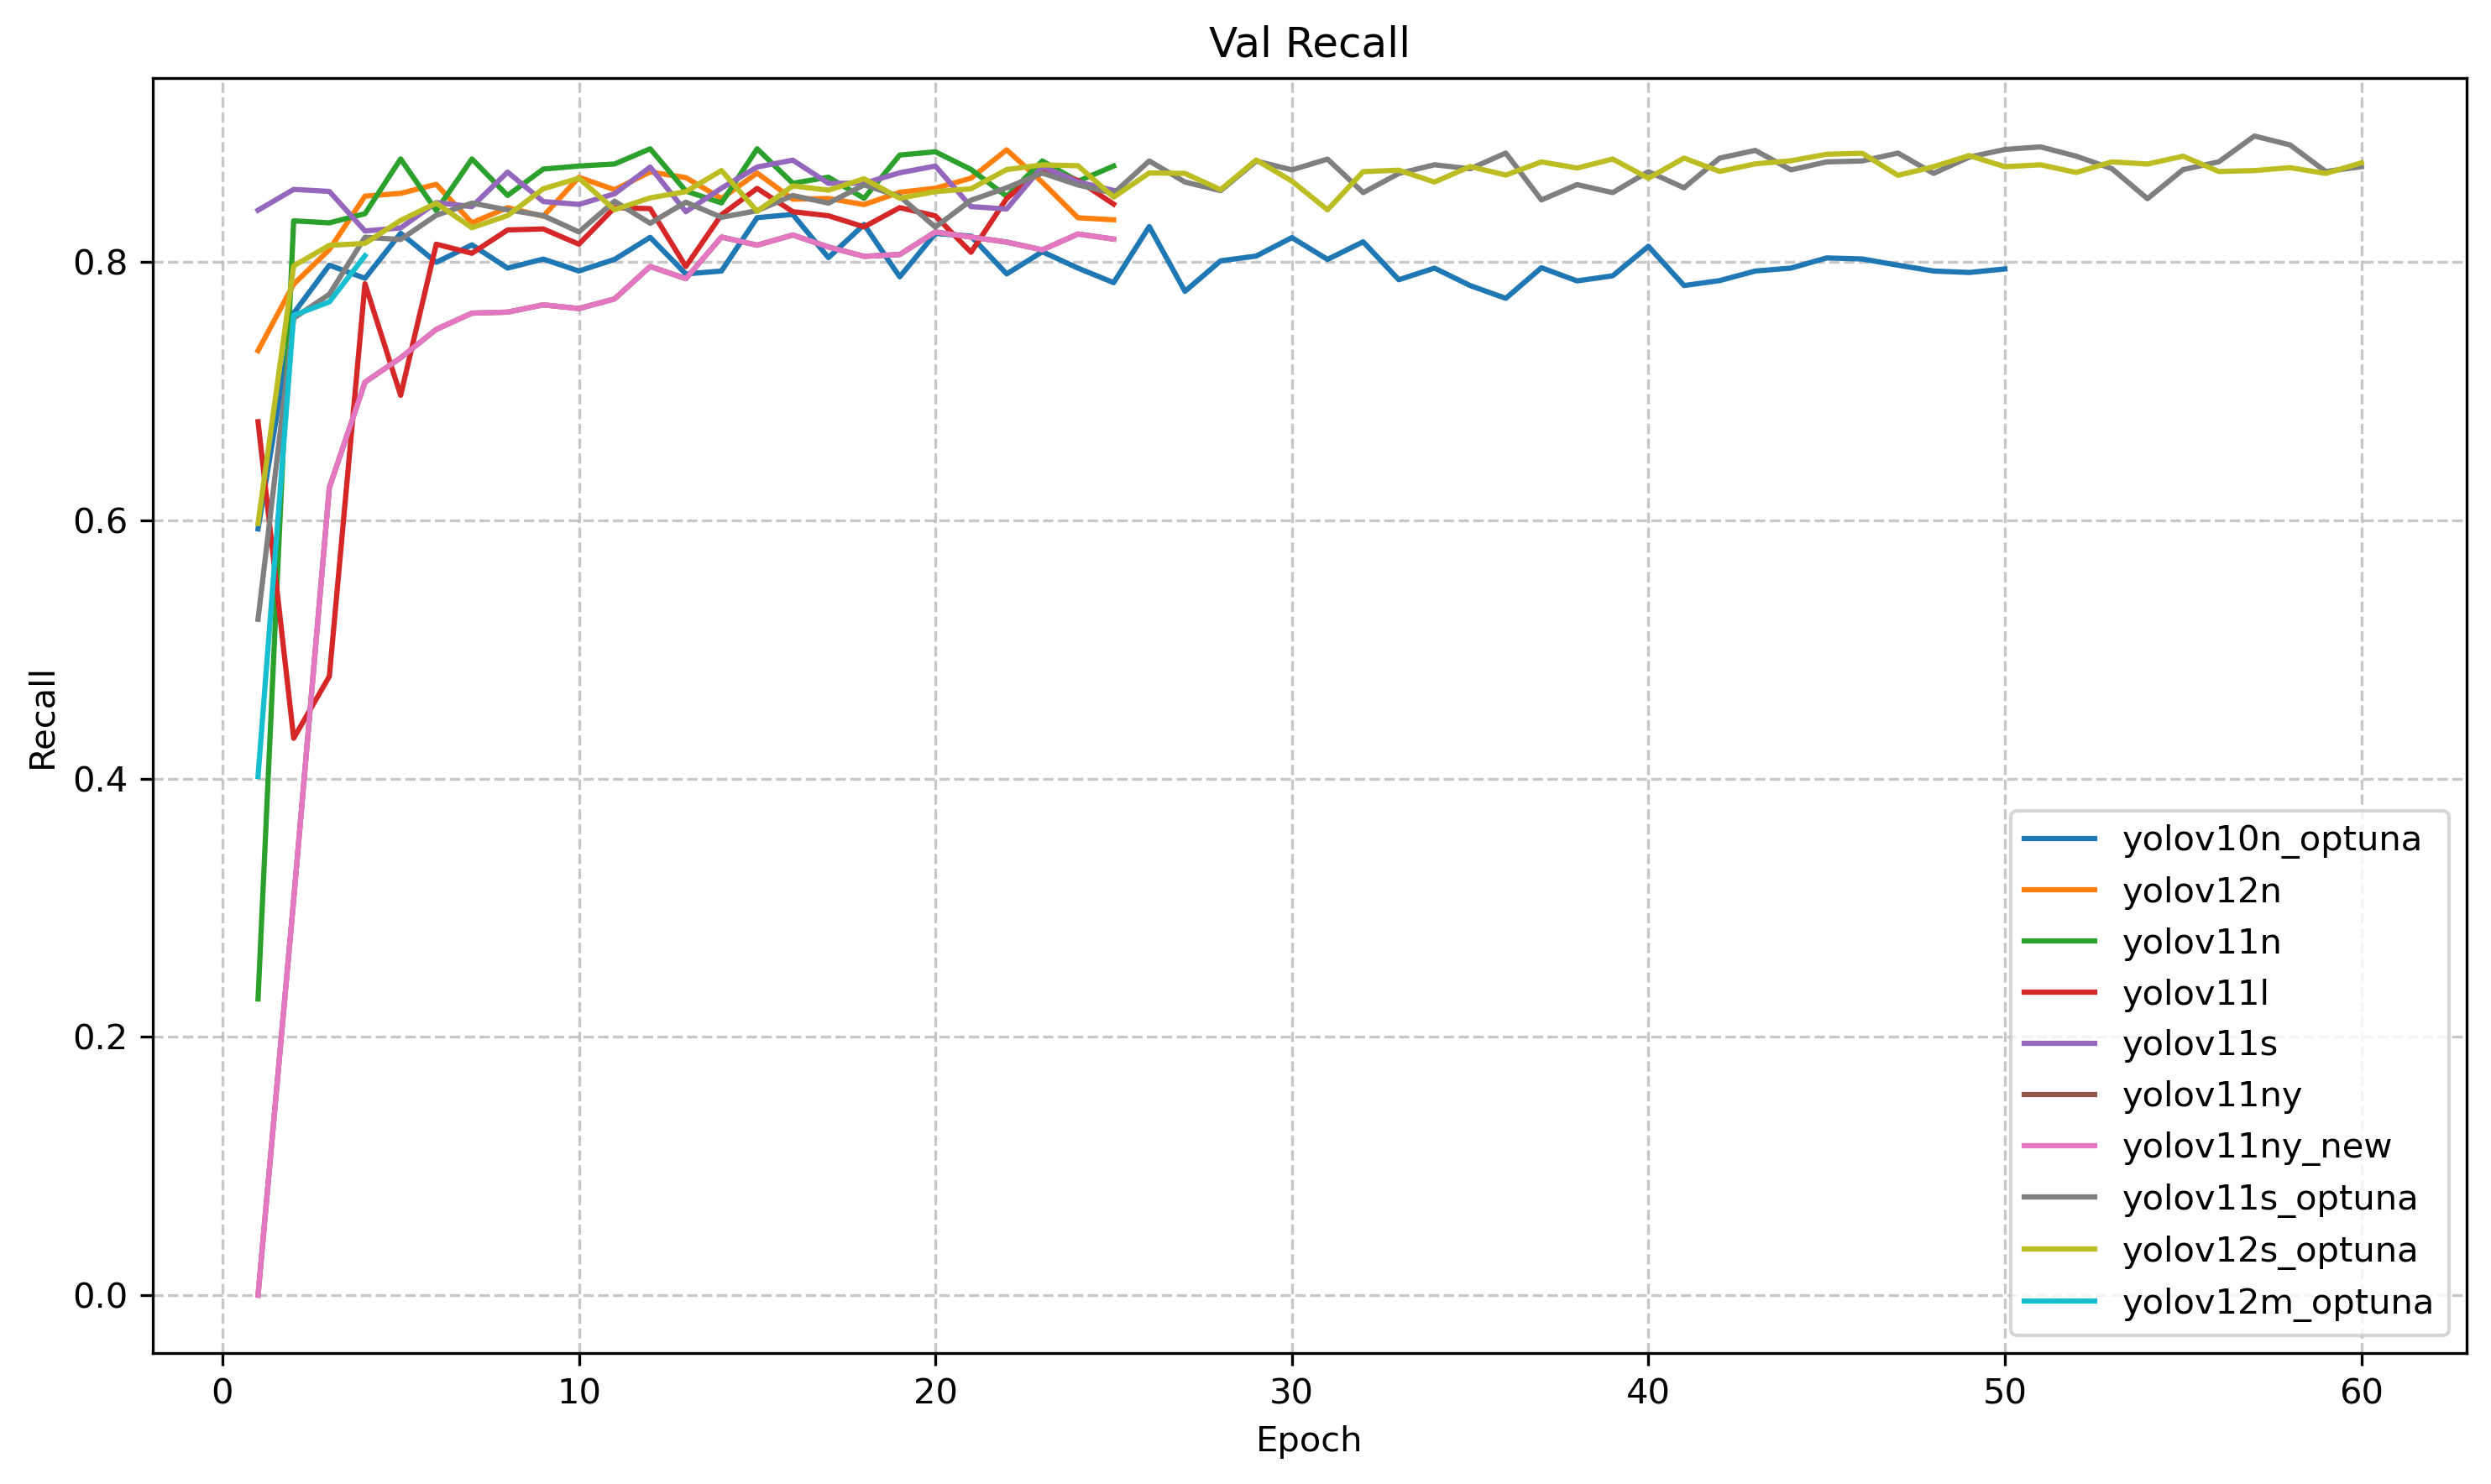 Val Recall
Recall
0.8
0.6
0.4
0.2
0.0
0 10 20 30 40 50 60
Epoch
yolov10n_optuna
yolov12n
yolov11n
yolov11l
yolov11s
yolov11ny
yolov11ny_new
yolov11s_optuna
yolov12s_optuna
yolov12m_optuna